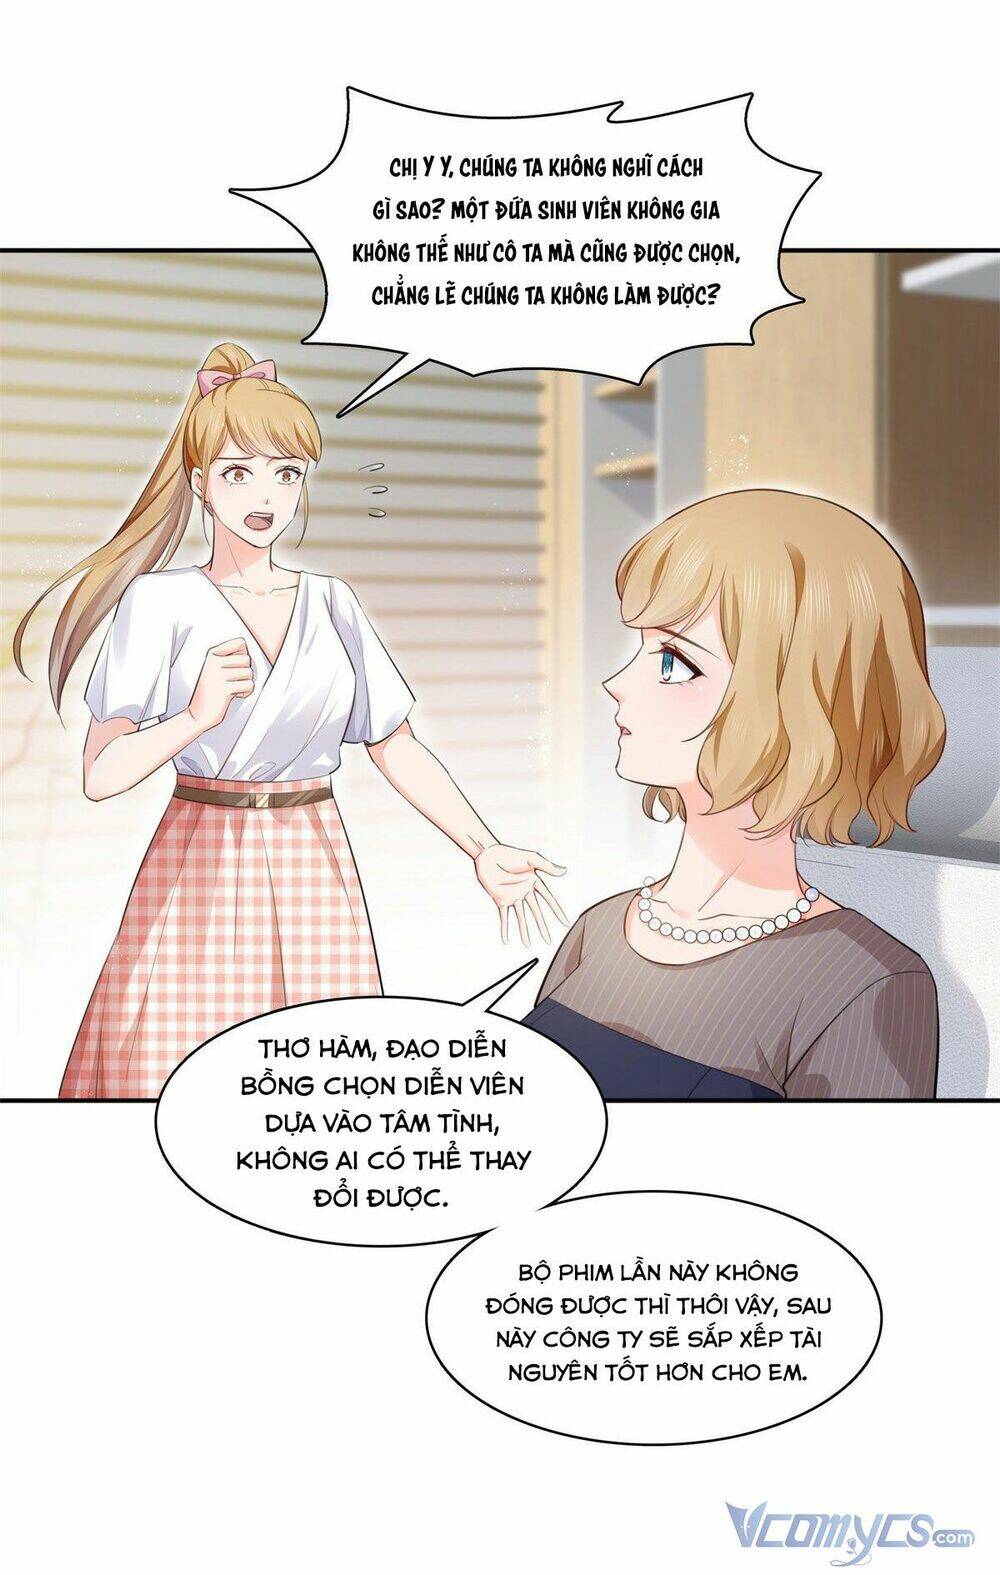 CHỊ Y Y, CHÚNG TA KHÔNG NGHĨ CÁCH
GÌ SAO? MỘT ĐỨA SINH VIÊN KHÔNG GIA
KHÔNG THẾ NHƯ CÔ TA MÀ CŨNG ĐƯỢC CHỌN,
CHẲNG LẼ CHÚNG TA KHÔNG LÀM ĐƯỢC?
THƠ HÀM, ĐẠO DIỄN
BỒNG CHỌN DIỄN VIÊN
DỰA VÀO TÂM TÌNH,
KHÔNG AI CÓ THỂ THAY
ĐỔI ĐƯỢC.
BỘ PHIM LẦN NÀY KHÔNG
ĐÓNG ĐƯỢC THÌ THÔI VẬY, SAU
NÀY CÔNG TY SẼ SẮP XẾP TÀI
NGUYÊN TỐT HƠN CHO EM.
VCOMYCS.com